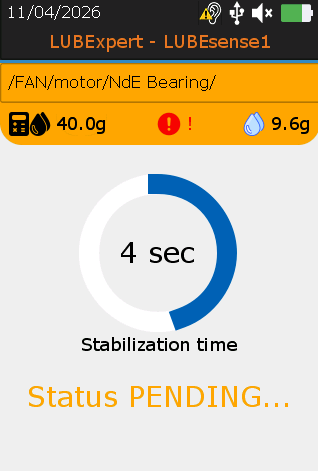 11/04/2026
LUBExpert - LUBEsense1
/FAN/motor/NdE Bearing/
40.0g ! 9.6g
4 sec
Stabilization time
Status PENDING...